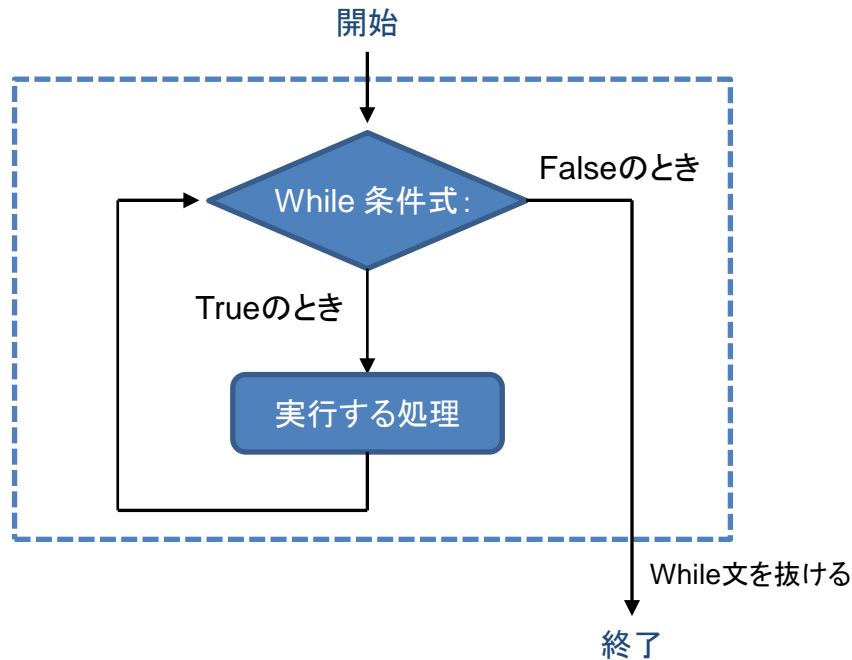 開始
Falseのとき
While 条件式：
Trueのとき
実行する処理
While文を抜ける
終了